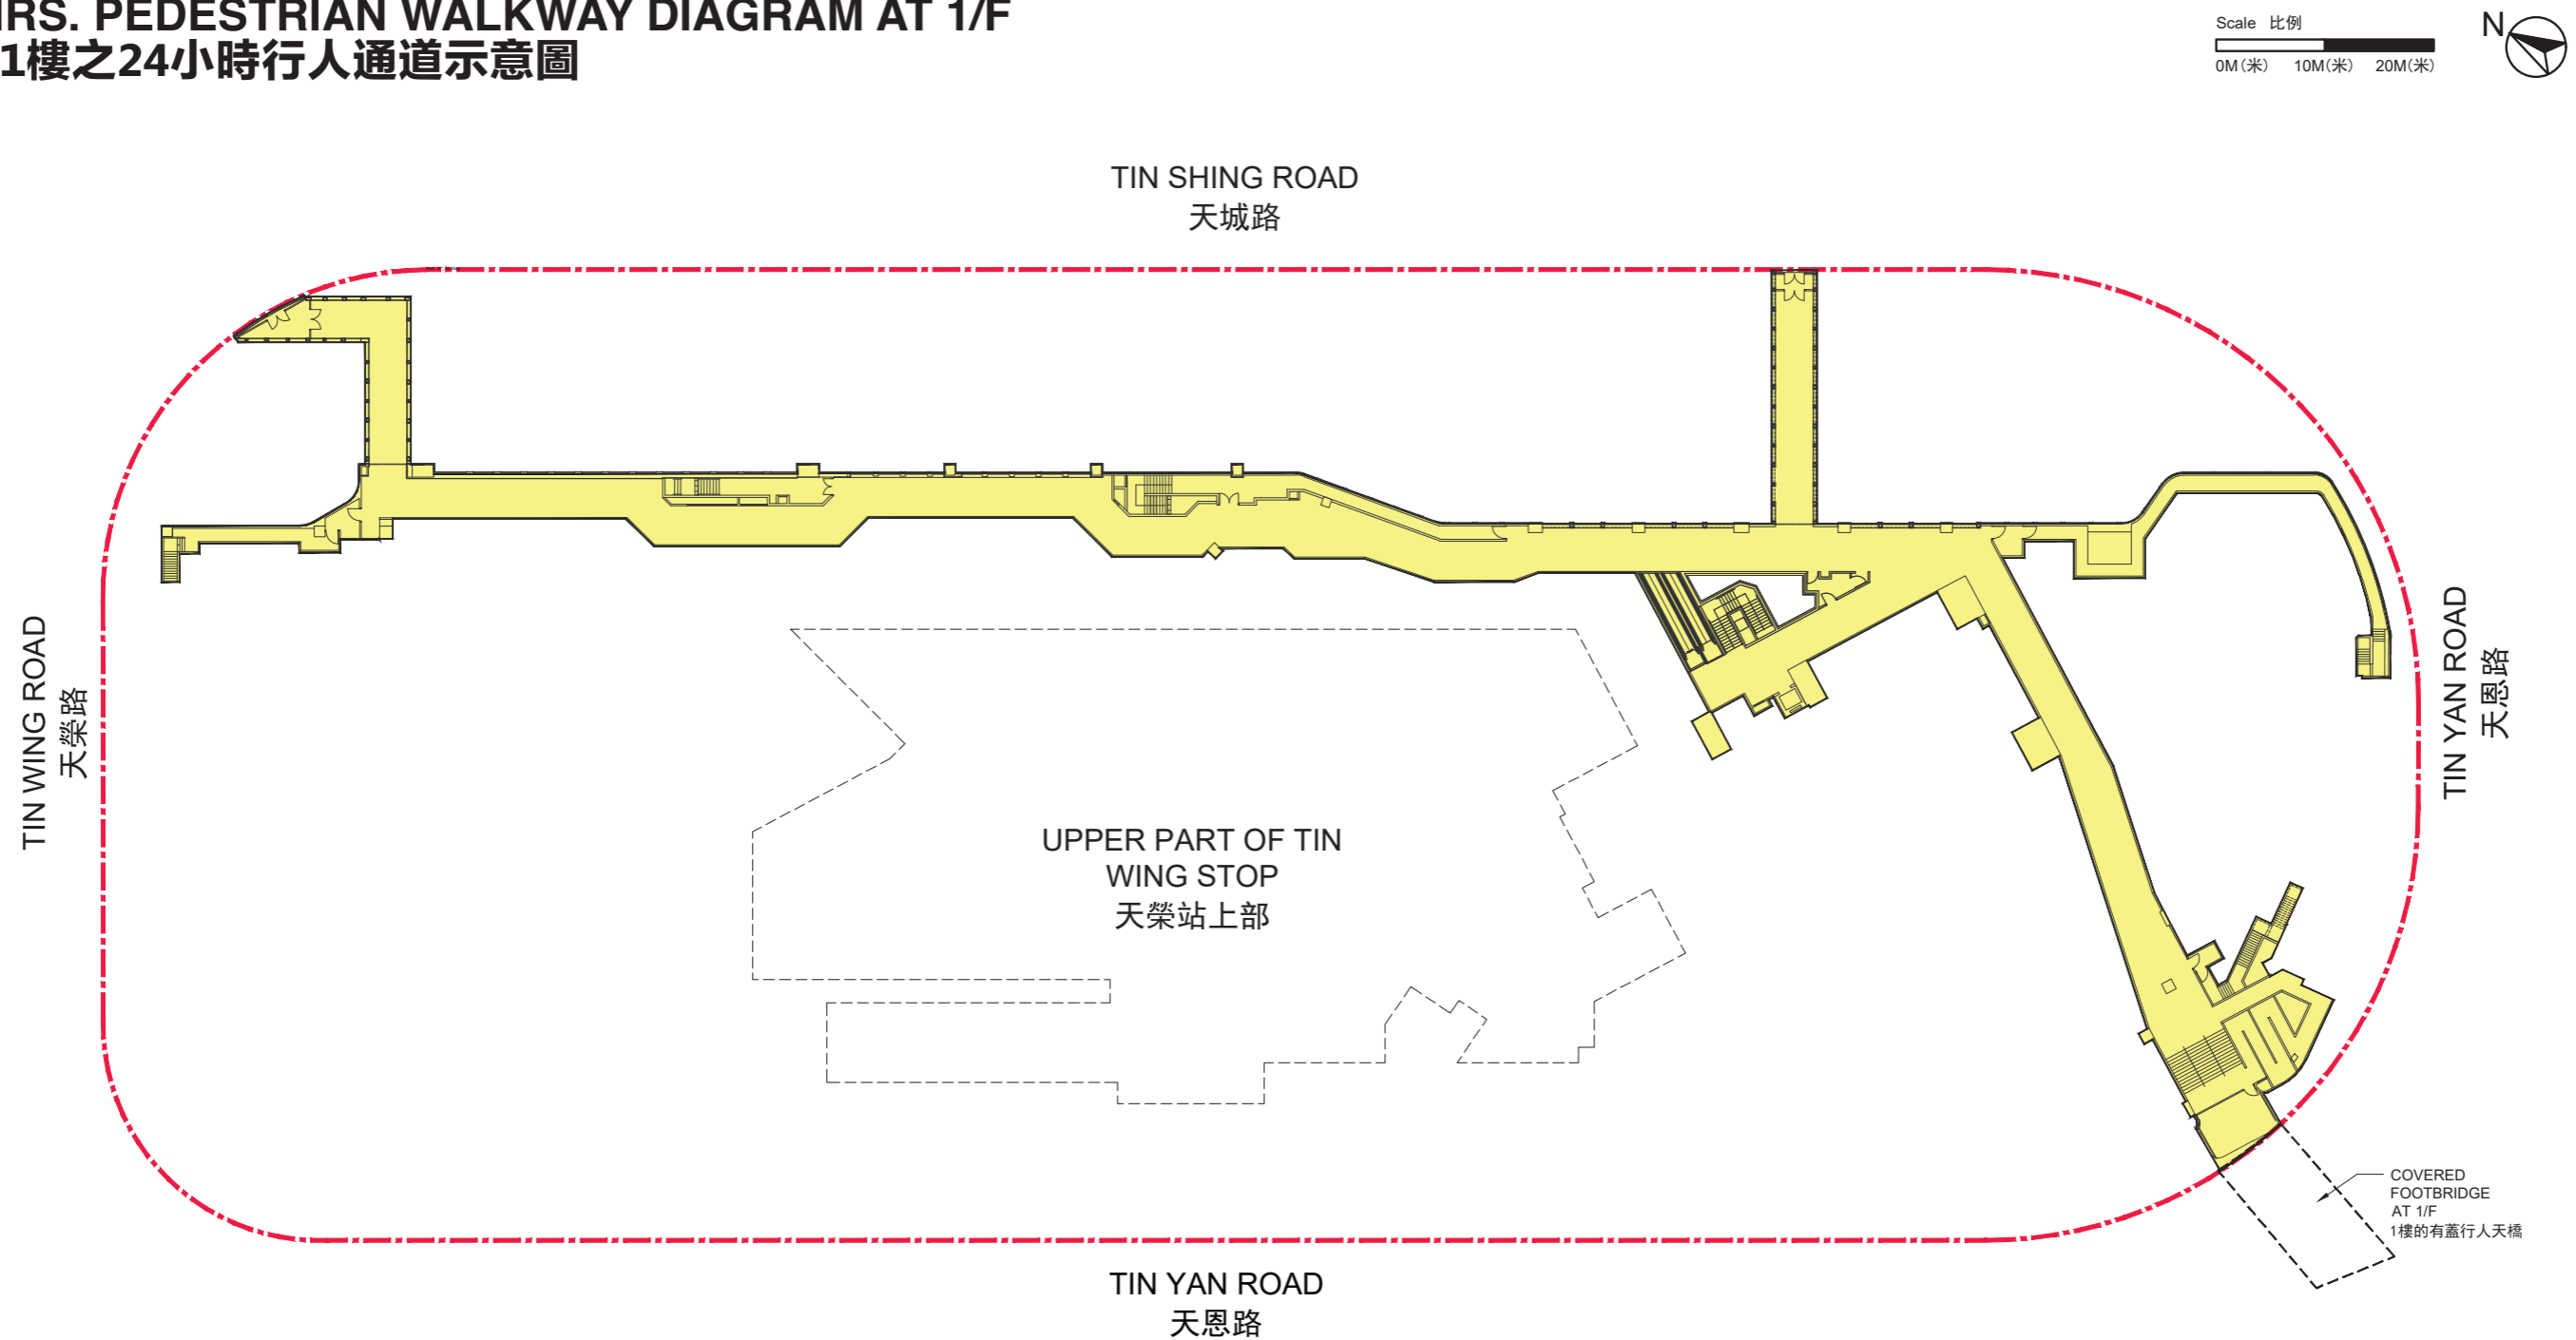 HRS. PEDESTRIAN WALKWAY DIAGRAM AT 1/F
1樓之24小時行人通道示意圖
Scale 比例
0M(米) 10M(米) 20M(米)
N
TIN SHING ROAD
天城路
TIN WING ROAD
天榮路
TIN YAN ROAD
天恩路
UPPER PART OF TIN
WING STOP
天榮站上部
COVERED
FOOTBRIDGE
AT 1/F
1樓的有蓋行人天橋
TIN YAN ROAD
天恩路